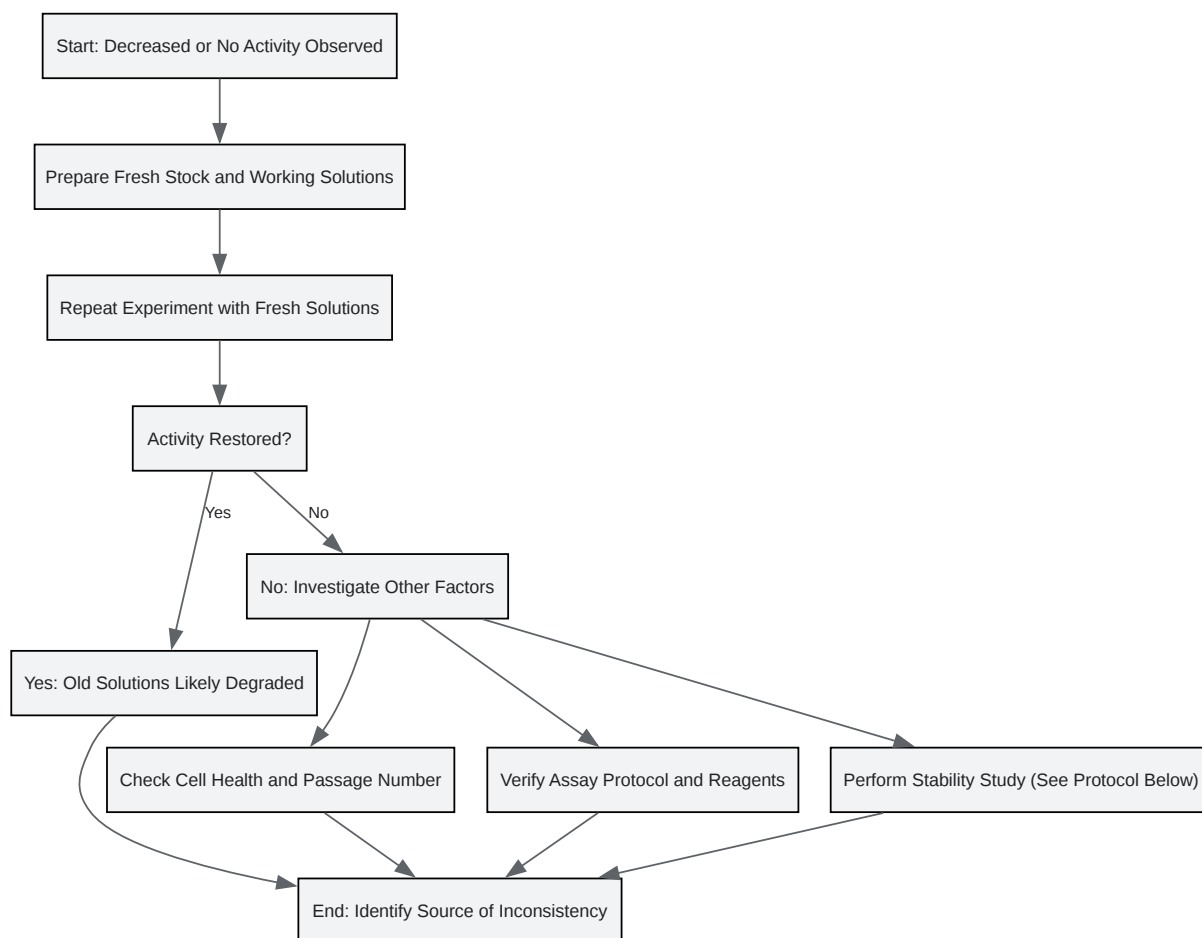 Start: Decreased or No Activity Observed
Prepare Fresh Stock and Working Solutions
Repeat Experiment with Fresh Solutions
Activity Restored?
Yes
No
No: Investigate Other Factors
Yes: Old Solutions Likely Degraded
Check Cell Health and Passage Number
Verify Assay Protocol and Reagents
Perform Stability Study (See Protocol Below)
End: Identify Source of Inconsistency